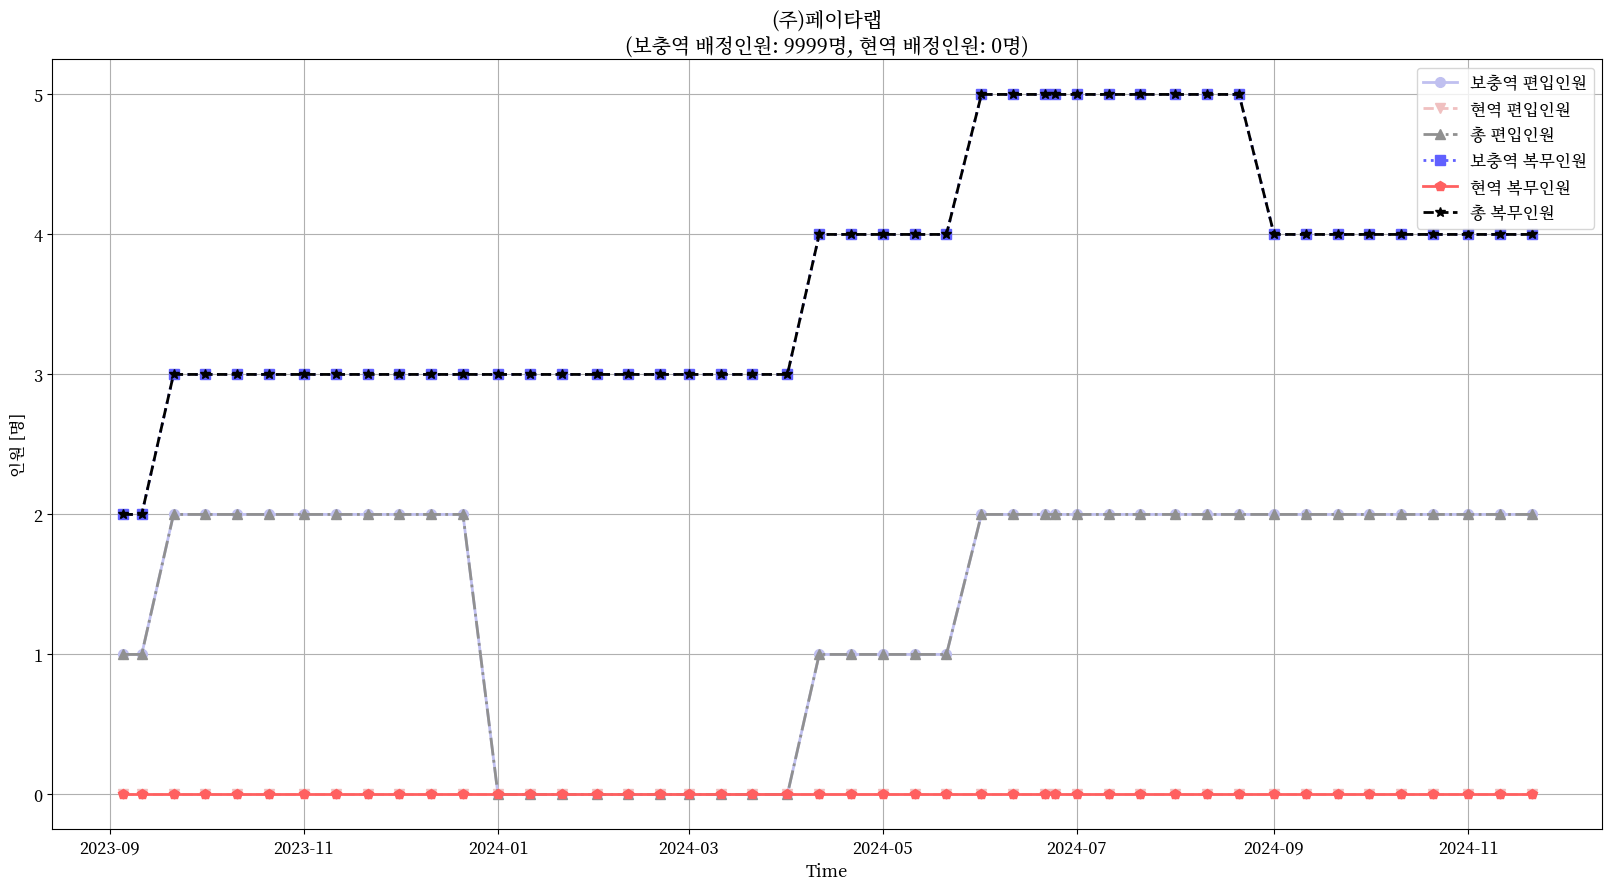 (주)페이타랩
(보충역 배정인원: 9999명, 현역 배정인원: 0명)
보충역 편입인원
현역 편입인원
총 편입인원
보충역 복무인원
현역 복무인원
총 복무인원
5
4
3
2
1
0
인원 [명]
2023-09
2023-11
2024-01
2024-03
2024-05
2024-07
2024-09
2024-11
Time